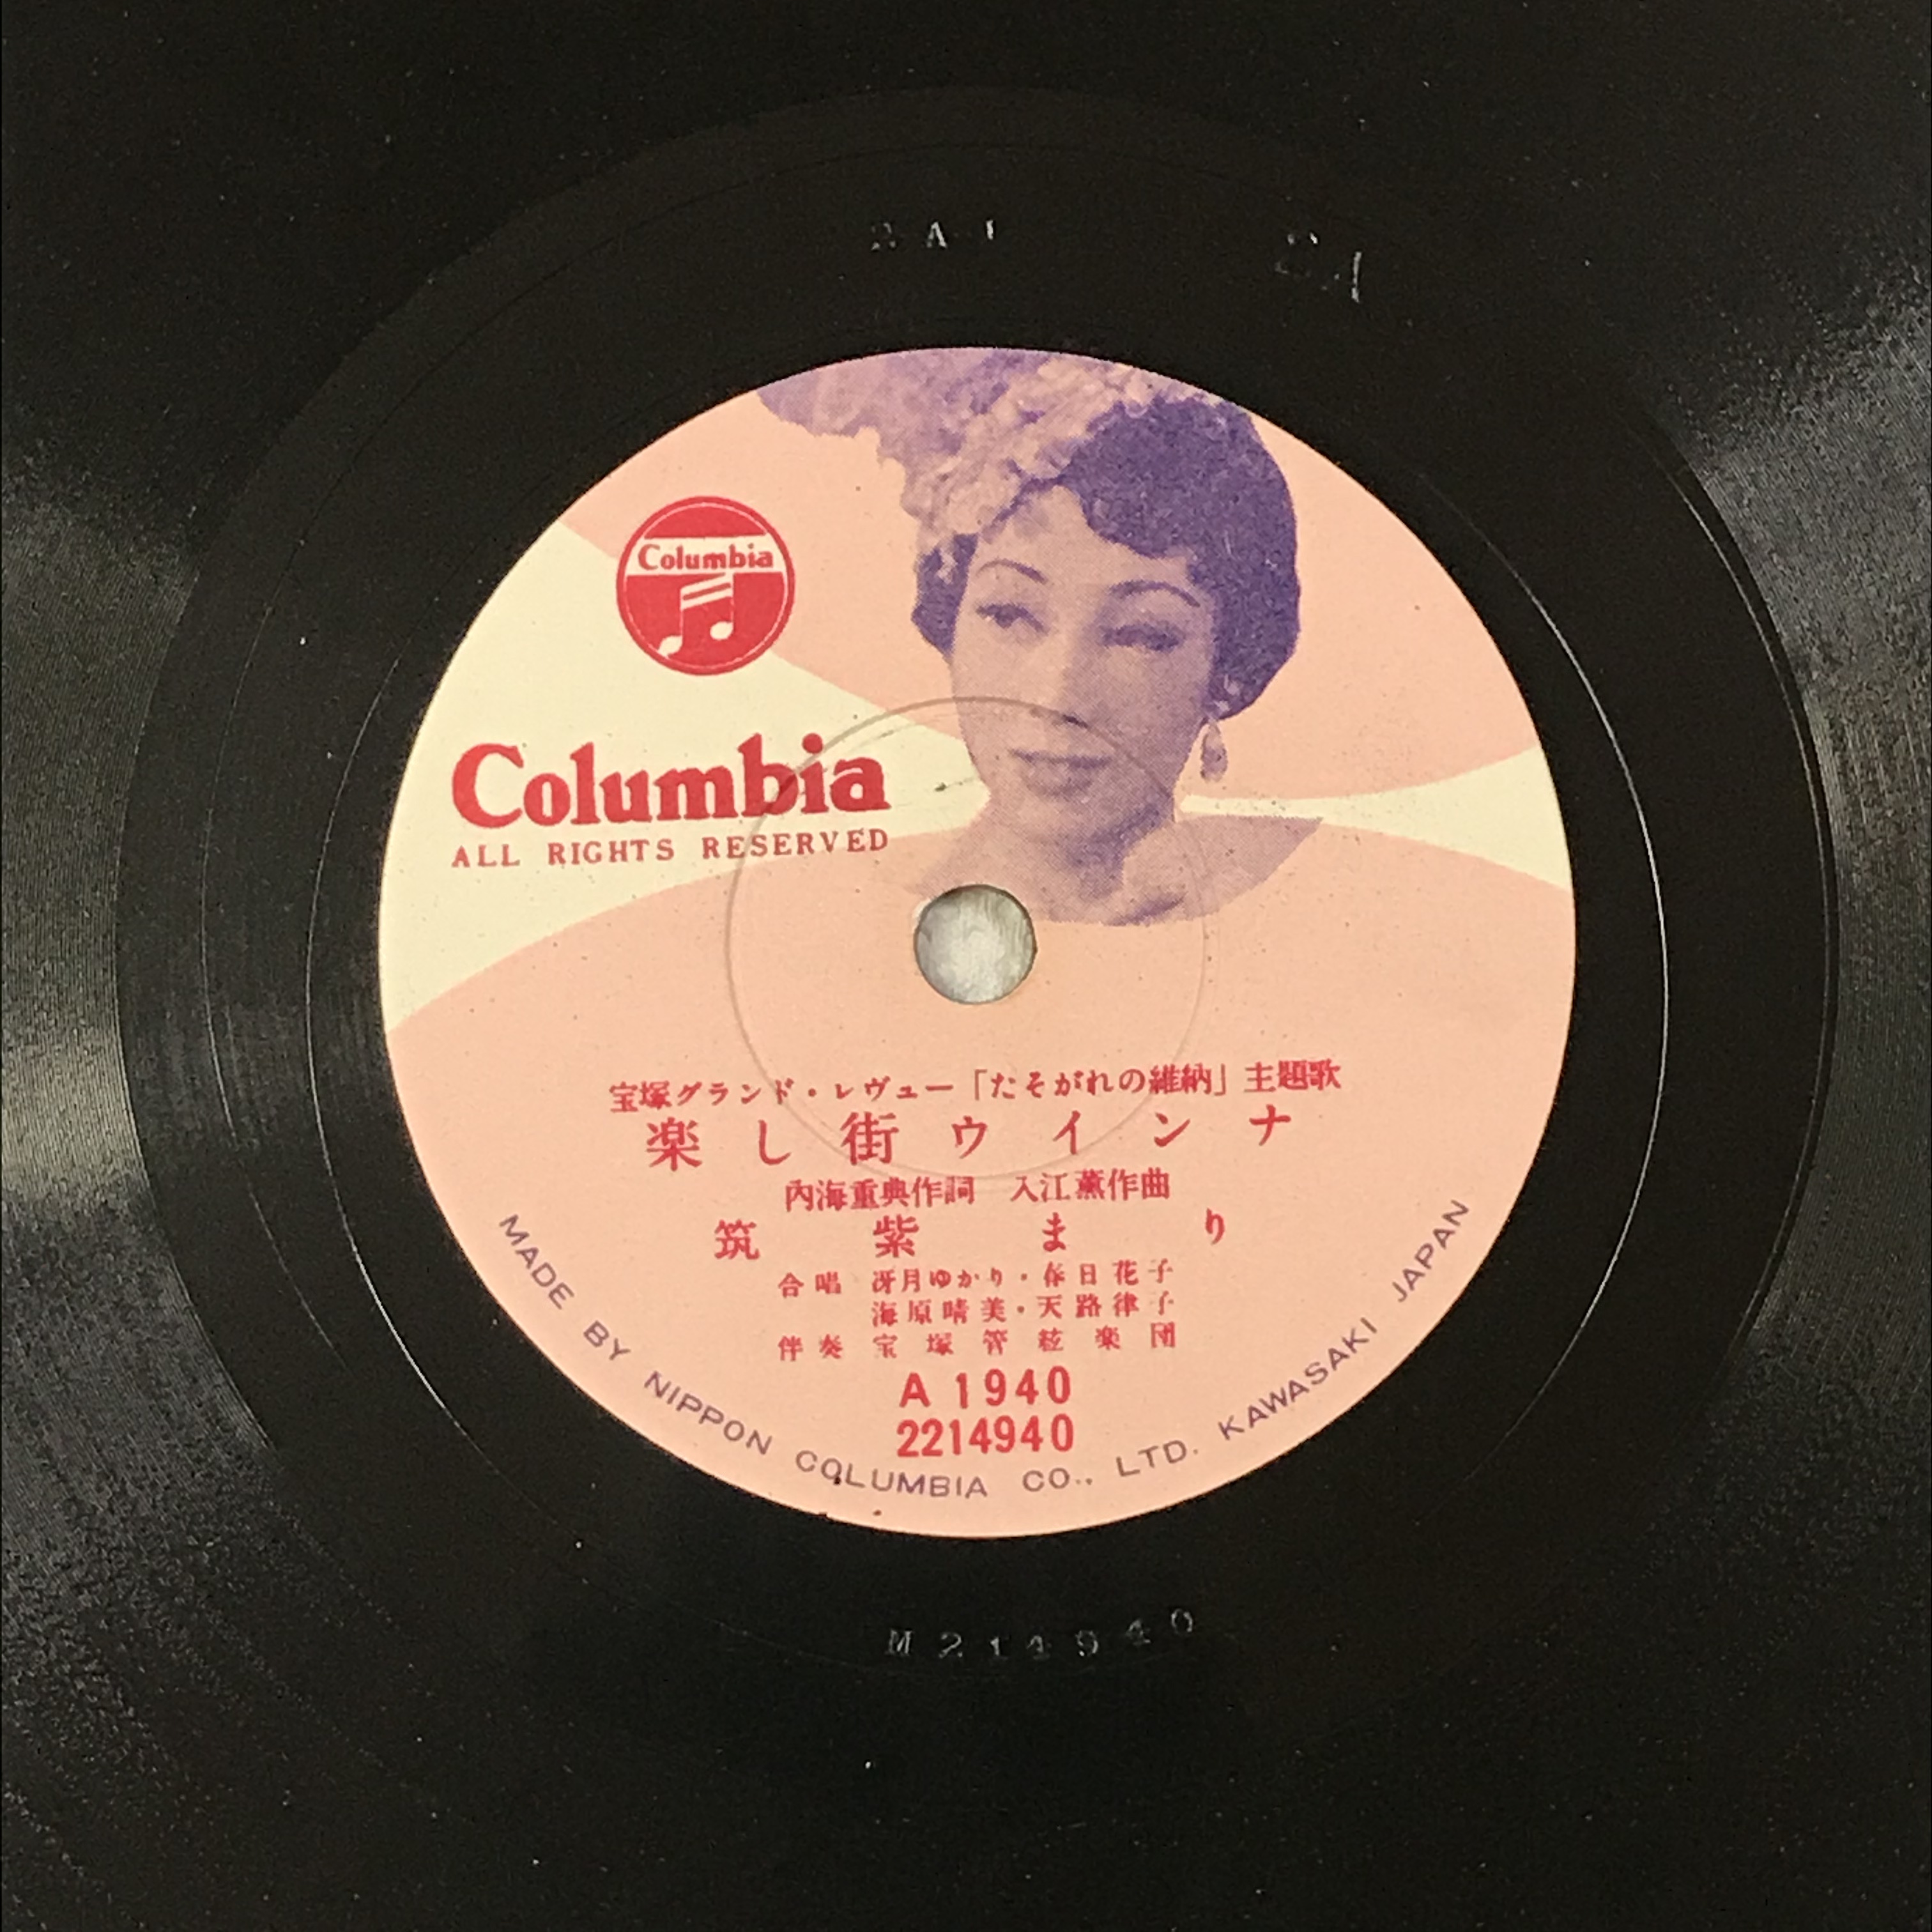 2 A 1
Columbia
Columbia
ALL RIGHTS RESERVED
宝塚グランド・レヴュー「たそがれの維納」主題歌
楽し街ウインナ
內海重典作詞 入江薫作曲
筑紫まり
合唱 冴月ゆかり・春日花子
海原晴美・天路律子
伴奏 宝塚管絃楽団
A 1940
2214940
MADE BY NIPPON COLUMBIA CO., LTD. KAWASAKI JAPAN
M214940